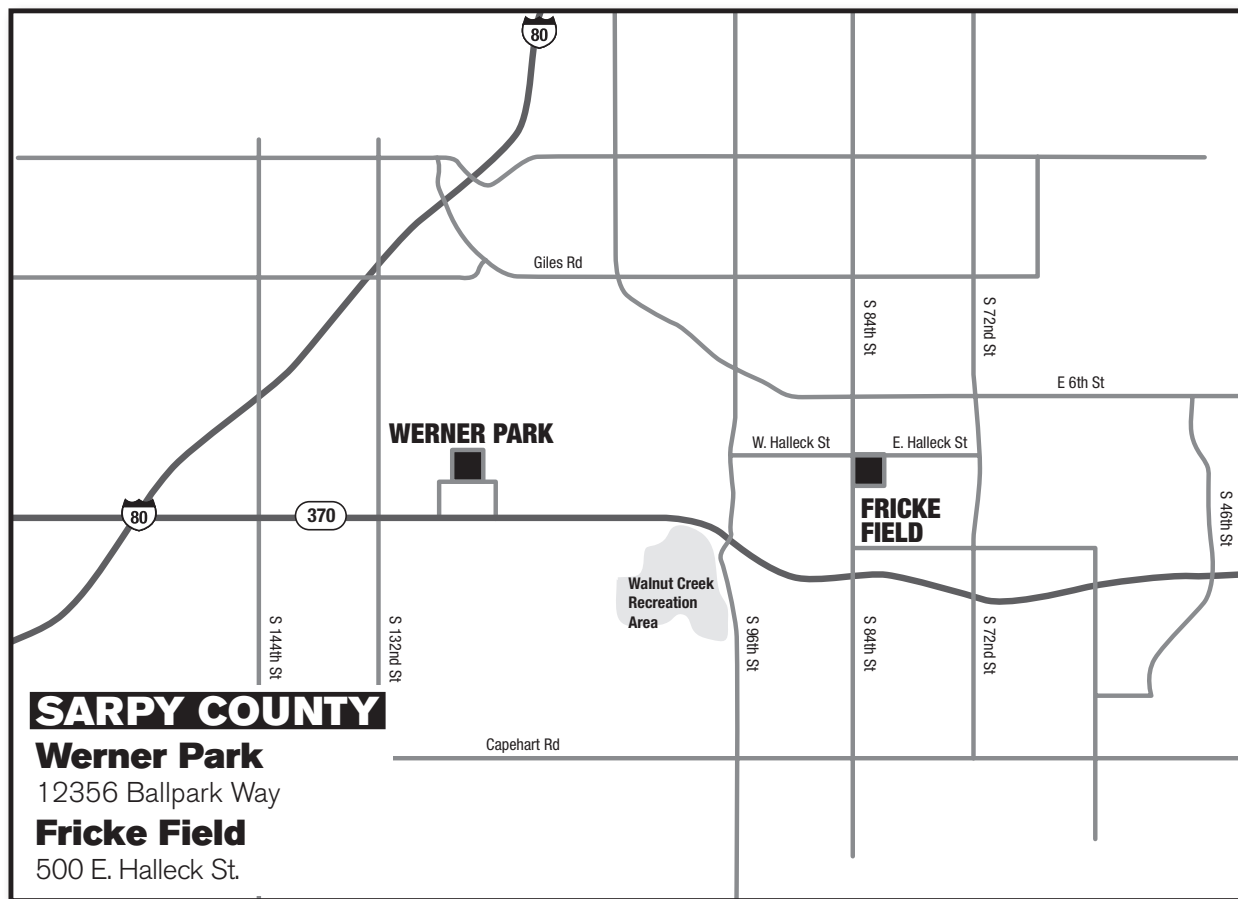 80
Giles Rd
S 84th St
S 72nd St
E 6th St
WERNER PARK
W. Halleck St
E. Halleck St
80
370
FRICKE
FIELD
S 46th St
Walnut Creek
Recreation
Area
S 144th St
S 132nd St
S 96th St
S 84th St
S 72nd St
SARPY COUNTY
Werner Park
12356 Ballpark Way
Capehart Rd
Fricke Field
500 E. Halleck St.